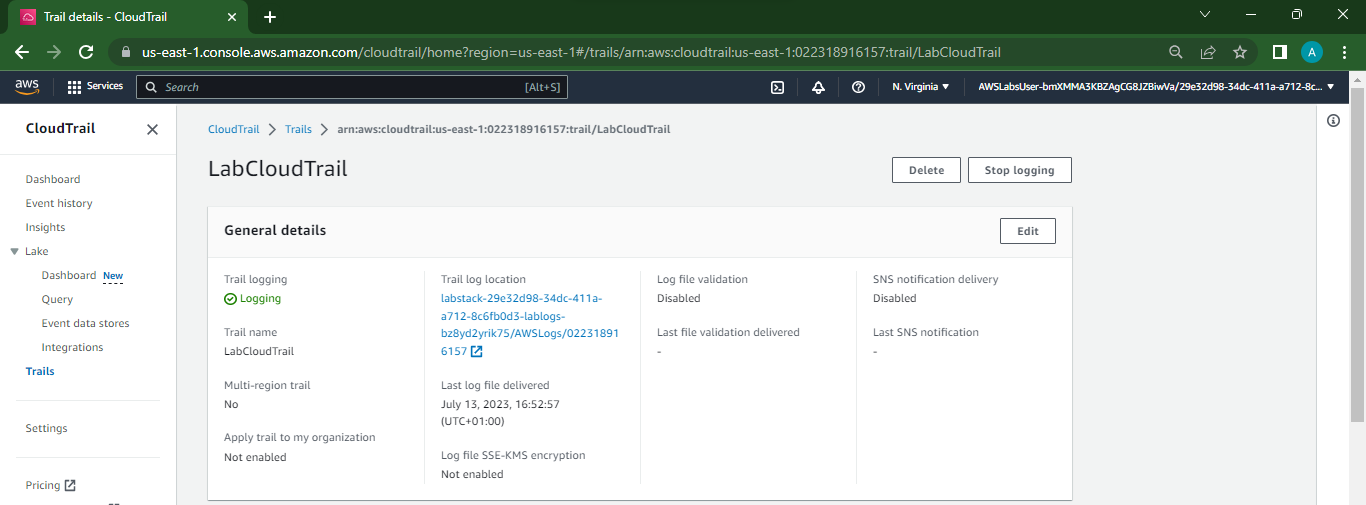 Trail details - CloudTrail
us-east-1.console.aws.amazon.com/cloudtrail/home?region=us-east-1#/trails/arn:aws:cloudtrail:us-east-1:022318916157:trail/LabCloudTrail
A
aws
Services
Search
[Alt+S]
N. Virginia
AWSLabsUser-bmXMMA3KBZAgCG8JZBiwVa/29e32d98-34dc-411a-a712-8c...
CloudTrail
Dashboard
Event history
Insights
Lake
Dashboard New
Query
Event data stores
Integrations
Trails
Settings
Pricing
CloudTrail
Trails
arn:aws:cloudtrail:us-east-1:022318916157:trail/LabCloudTrail
LabCloudTrail
Delete
Stop logging
General details
Edit
Trail logging
Logging
Trail name
LabCloudTrail
Multi-region trail
No
Apply trail to my organization
Not enabled
Trail log location
labstack-29e32d98-34dc-411a-
a712-8c6fb0d3-lablogs-
bz8yd2yrik75/AWSLogs/02231891
6157
Last log file delivered
July 13, 2023, 16:52:57
(UTC+01:00)
Log file SSE-KMS encryption
Not enabled
Log file validation
Disabled
Last file validation delivered
-
SNS notification delivery
Disabled
Last SNS notification
-